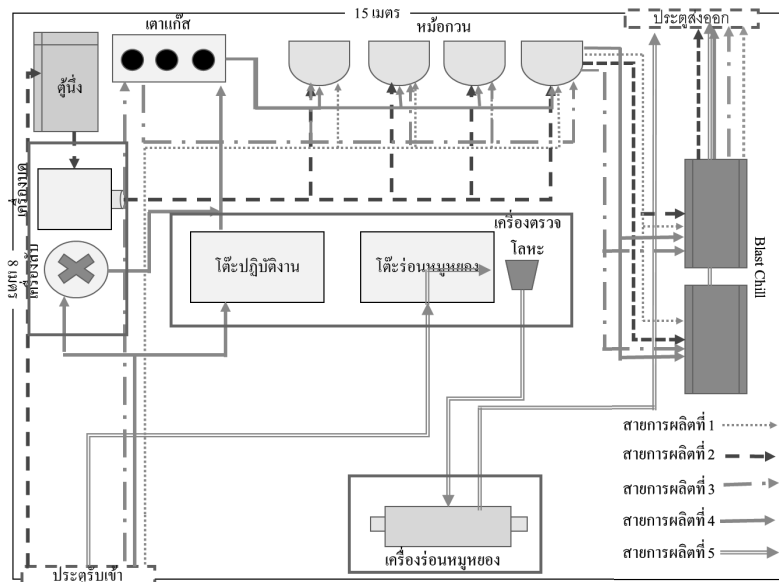 15 เมตร
ประตูส่งออก
เตาแก๊ส
หม้อกวน
ตู้นึ่ง
เครื่องบด
เครื่องสับ
8 เมตร
เครื่องตรวจ
โลหะ
โต๊ะปฏิบัติงาน
โต๊ะร่อนหมูหยอง
Blast Chill
สายการผลิตที่ 1
สายการผลิตที่ 2
สายการผลิตที่ 3
สายการผลิตที่ 4
สายการผลิตที่ 5
เครื่องร่อนหมูหยอง
ประตูรับเข้า